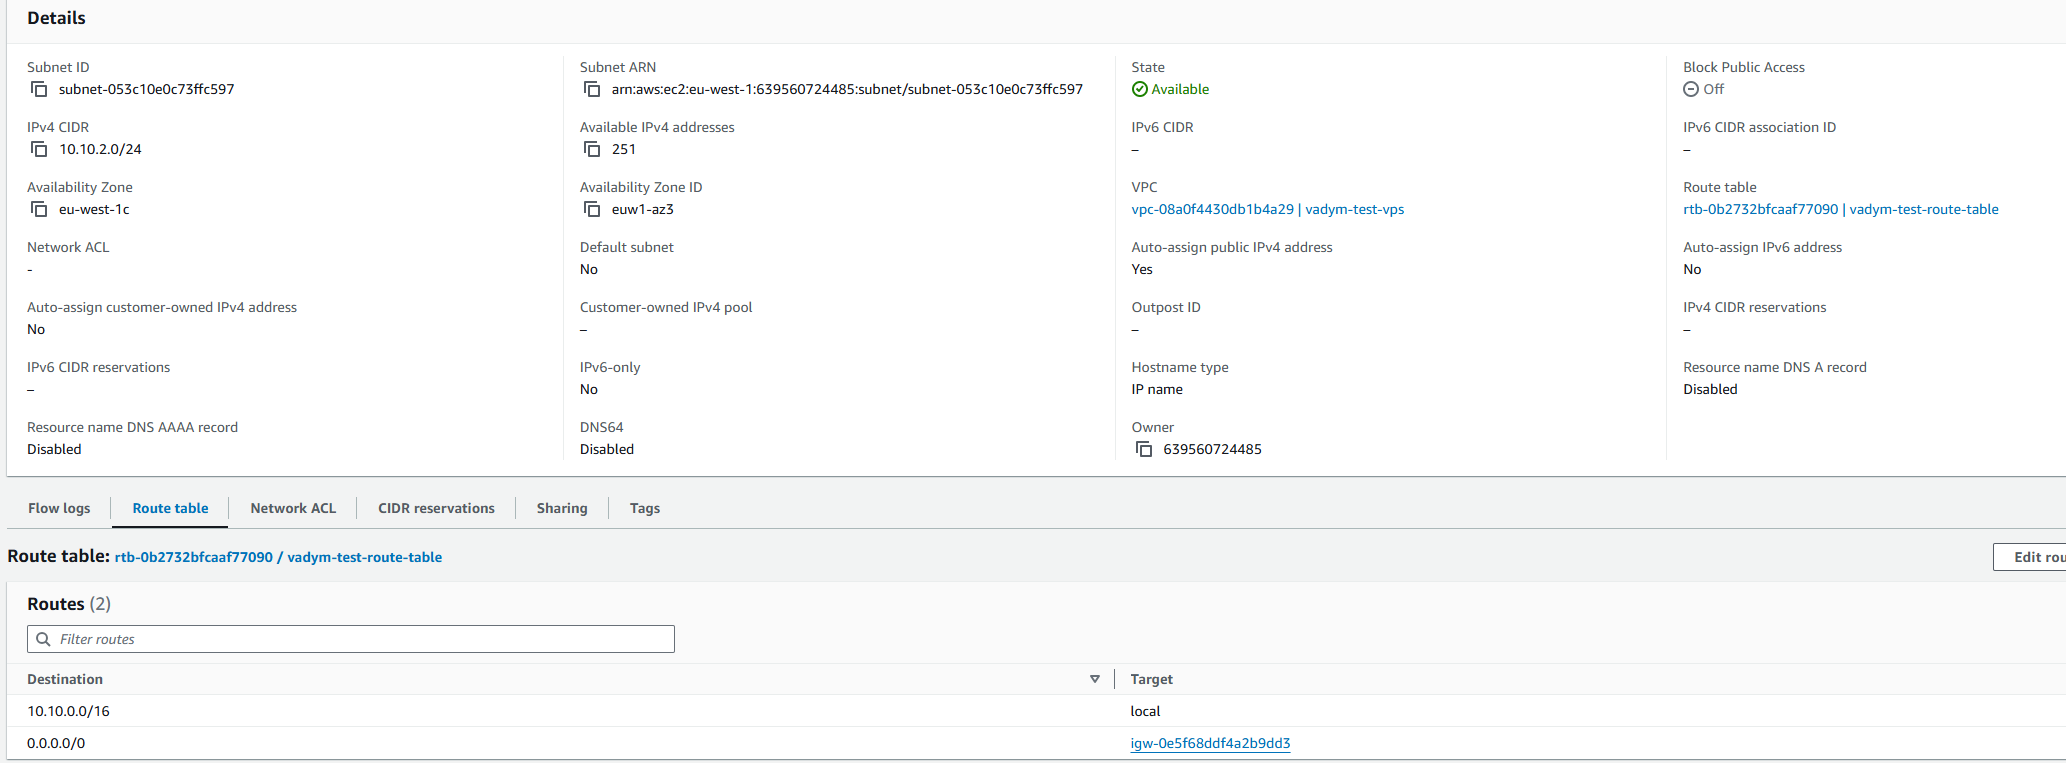 Details
Subnet ID
subnet-053c10e0c73ffc597
Subnet ARN
arn:aws:ec2:eu-west-1:639560724485:subnet/subnet-053c10e0c73ffc597
State
Available
Block Public Access
Off
IPv4 CIDR
10.10.2.0/24
Available IPv4 addresses
251
IPv6 CIDR
–
IPv6 CIDR association ID
–
Availability Zone
eu-west-1c
Availability Zone ID
euw1-az3
VPC
vpc-08a0f4430db1b4a29 | vadym-test-vps
Route table
rtb-0b2732bfcaaf77090 | vadym-test-route-table
Network ACL
-
Default subnet
No
Auto-assign public IPv4 address
Yes
Auto-assign IPv6 address
No
Auto-assign customer-owned IPv4 address
No
Customer-owned IPv4 pool
–
Outpost ID
–
IPv4 CIDR reservations
–
IPv6 CIDR reservations
–
IPv6-only
No
Hostname type
IP name
Resource name DNS A record
Disabled
Resource name DNS AAAA record
Disabled
DNS64
Disabled
Owner
639560724485
Flow logs
Route table
Network ACL
CIDR reservations
Sharing
Tags
Route table: rtb-0b2732bfcaaf77090 / vadym-test-route-table
Edit rou
Routes (2)
Filter routes
Destination
Target
10.10.0.0/16
local
0.0.0.0/0
igw-0e5f68ddf4a2b9dd3